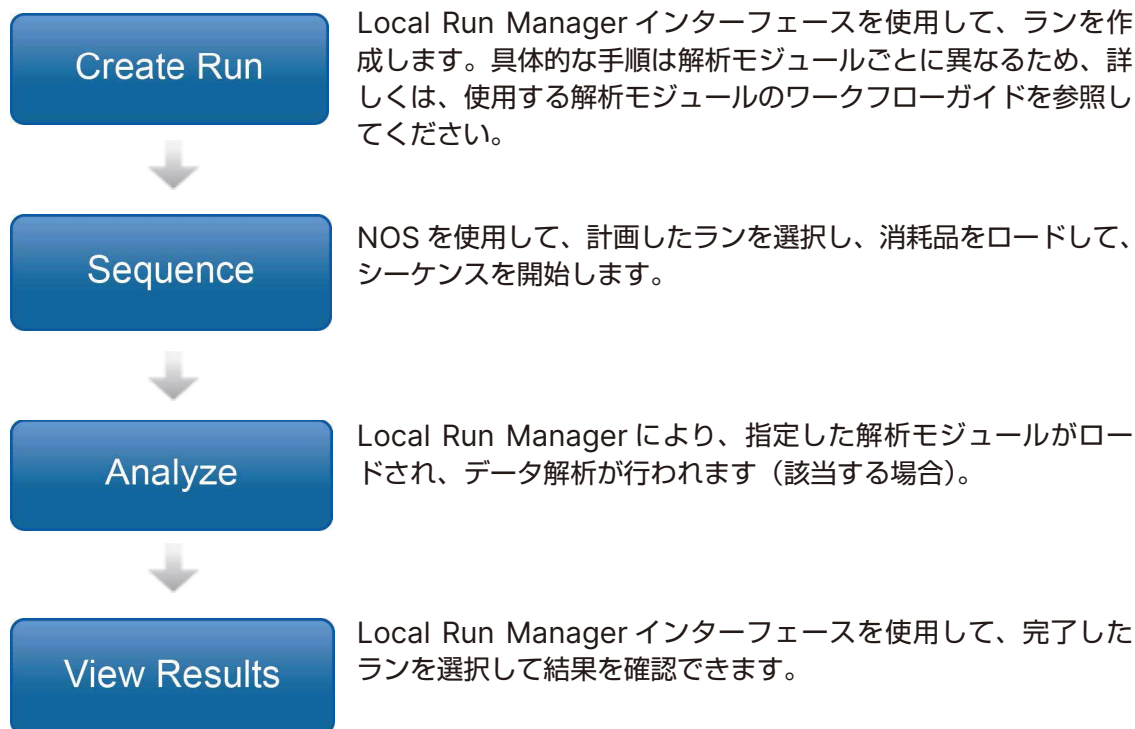 Create Run
Local Run Manager インターフェースを使用して、ランを作
成します。具体的な手順は解析モジュールごとに異なるため、詳
しくは、使用する解析モジュールのワークフローガイドを参照し
てください。
Sequence
NOS を使用して、計画したランを選択し、消耗品をロードして、
シーケンスを開始します。
Analyze
Local Run Manager により、指定した解析モジュールがロー
ドされ、データ解析が行われます（該当する場合）。
View Results
Local Run Manager インターフェースを使用して、完了した
ランを選択して結果を確認できます。